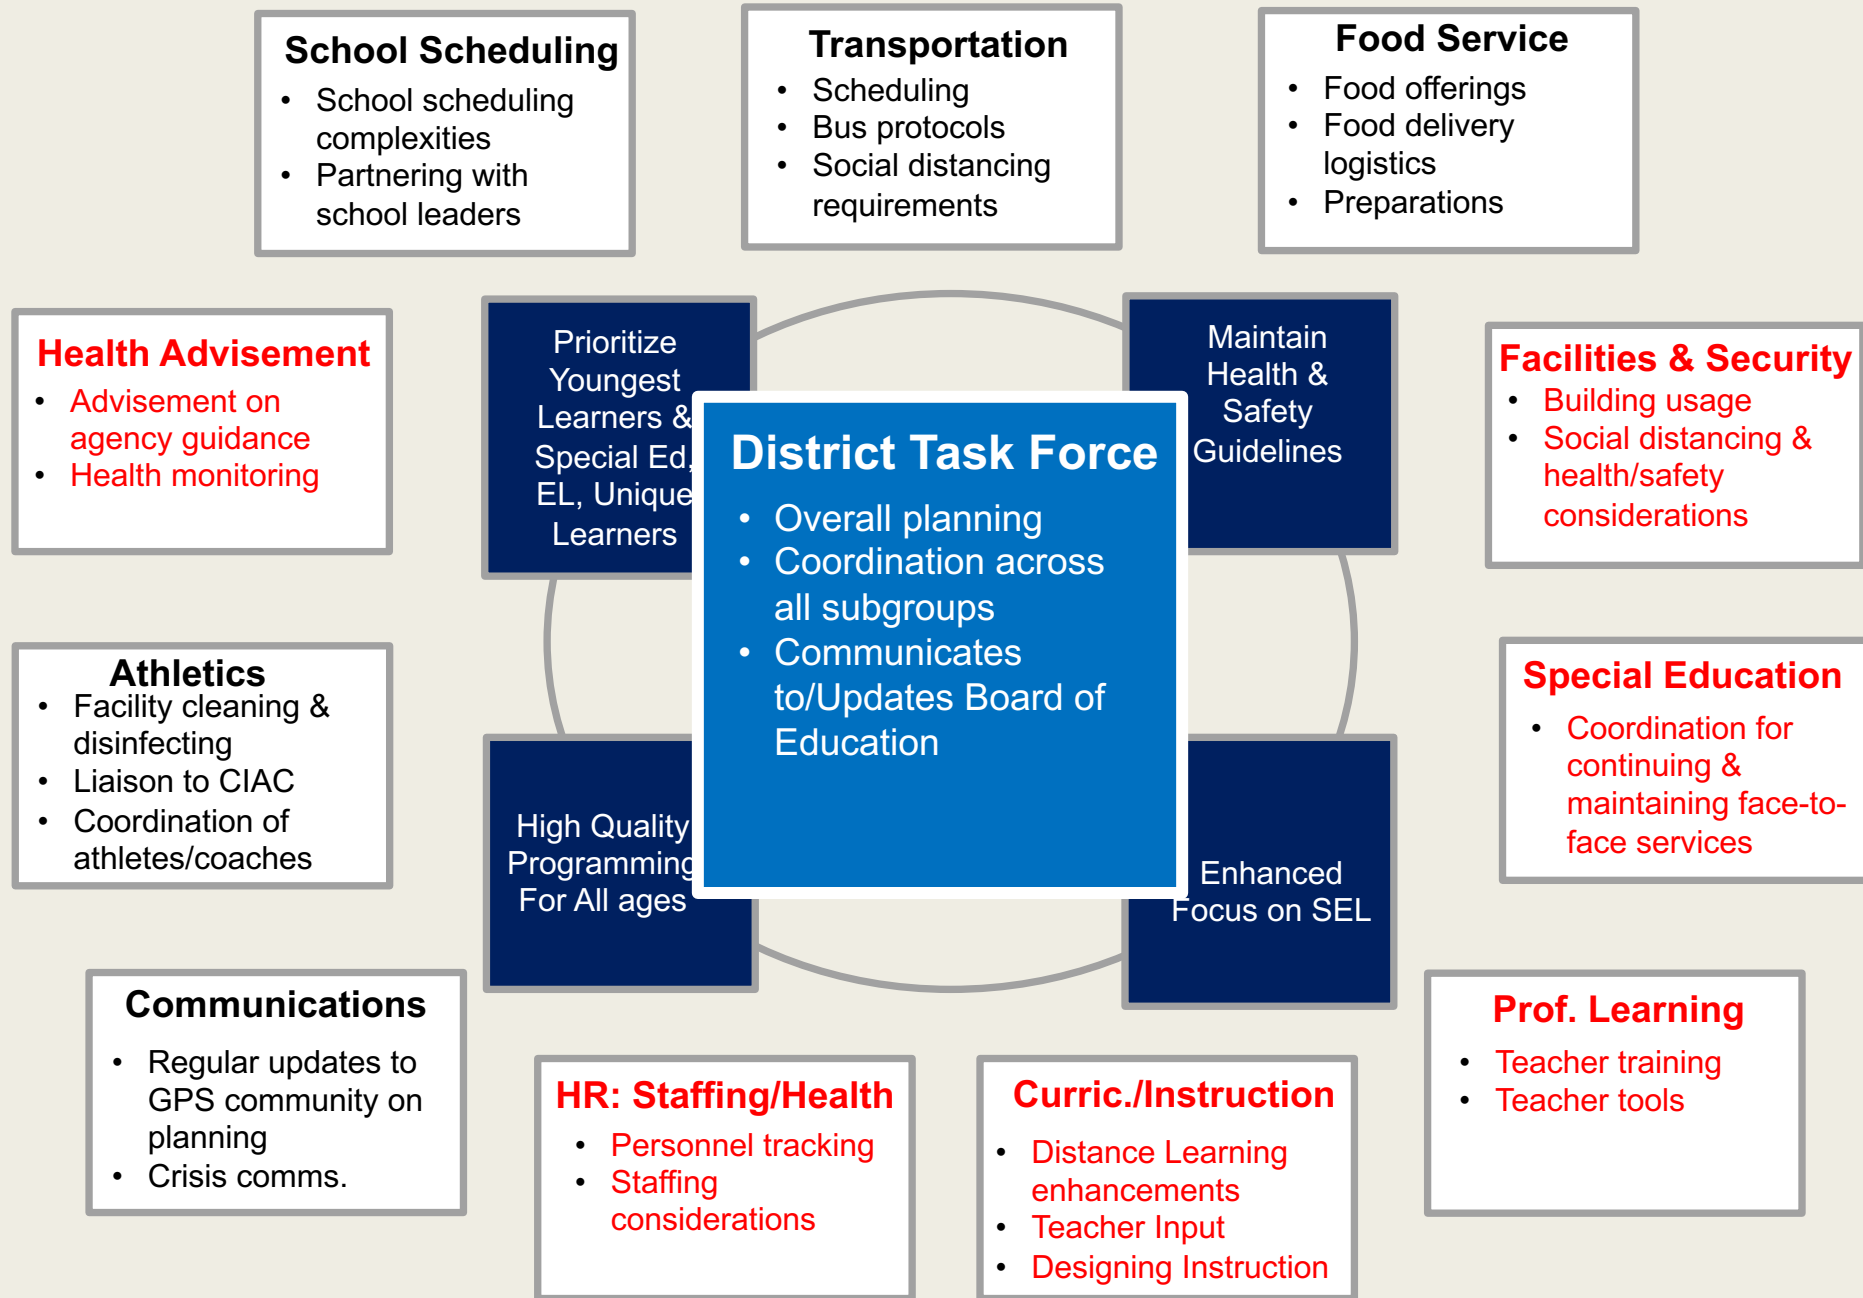 School Scheduling
• School scheduling
complexities
• Partnering with
school leaders
Transportation
• Scheduling
• Bus protocols
• Social distancing
requirements
Food Service
• Food offerings
• Food delivery
logistics
• Preparations
Health Advisement
• Advisement on
agency guidance
• Health monitoring
Prioritize
Youngest
Learners &
Special Ed,
EL, Unique
Learners
Maintain
Health &
Safety
Guidelines
Facilities & Security
• Building usage
• Social distancing &
health/safety
considerations
District Task Force
• Overall planning
• Coordination across
all subgroups
• Communicates
to/Updates Board of
Education
Athletics
• Facility cleaning &
disinfecting
• Liaison to CIAC
• Coordination of
athletes/coaches
Special Education
• Coordination for
continuing &
maintaining face-to-
face services
High Quality
Programming
For All ages
Enhanced
Focus on SEL
Communications
• Regular updates to
GPS community on
planning
• Crisis comms.
HR: Staffing/Health
• Personnel tracking
• Staffing
considerations
Curric./Instruction
• Distance Learning
enhancements
• Teacher Input
• Designing Instruction
Prof. Learning
• Teacher training
• Teacher tools